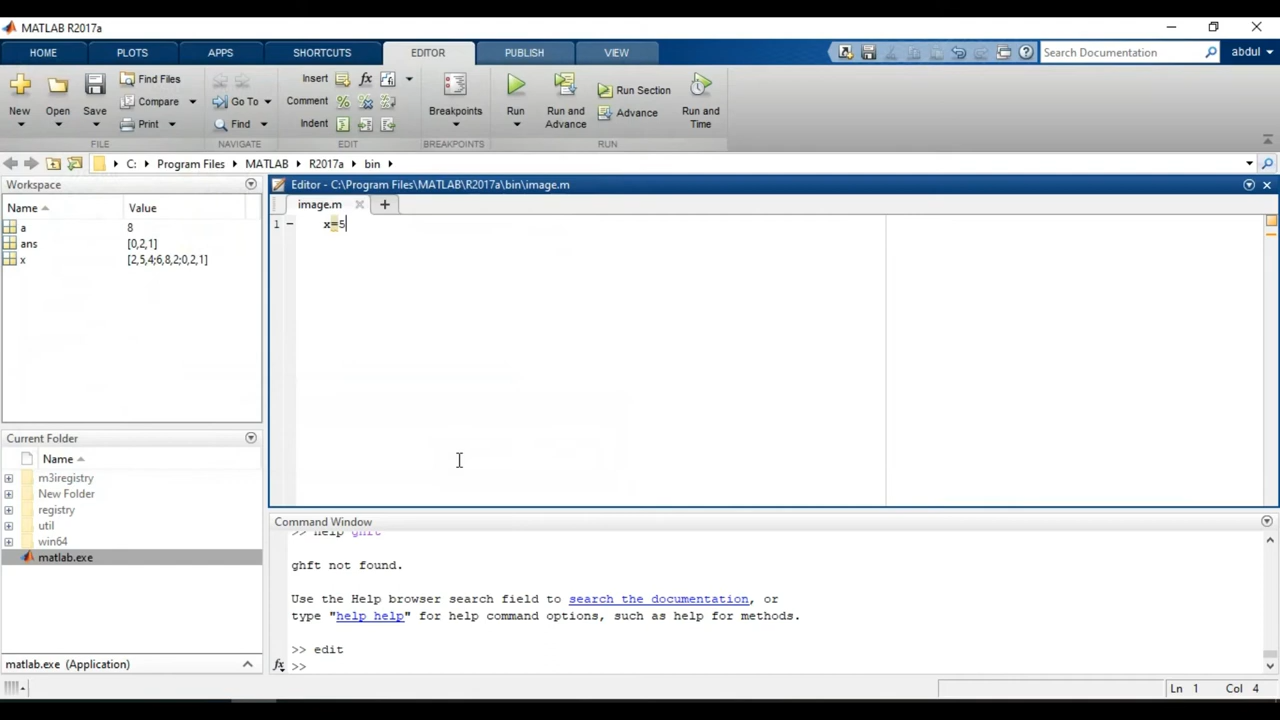 MATLAB R2017a
HOME PLOTS APPS SHORTCUTS EDITOR PUBLISH VIEW Search Documentation abdul
New Open Save Find Files Compare Print Go To Find Insert fx Comment Indent Breakpoints Run Run and Advance Run Section Advance Run and Time
FILE NAVIGATE EDIT BREAKPOINTS RUN
C: Program Files MATLAB R2017a bin
Workspace
Name Value
a 8
ans [0,2,1]
x [2,5,4;6,8,2;0,2,1]
Editor - C:\Program Files\MATLAB\R2017a\bin\image.m
image.m
1 - x=5
Current Folder
Name
m3iregistry
New Folder
registry
util
win64
matlab.exe
matlab.exe (Application)
Command Window
>> help ghft
ghft not found.
Use the Help browser search field to search the documentation, or
type "help help" for help command options, such as help for methods.
>> edit
fx >>
Ln 1 Col 4